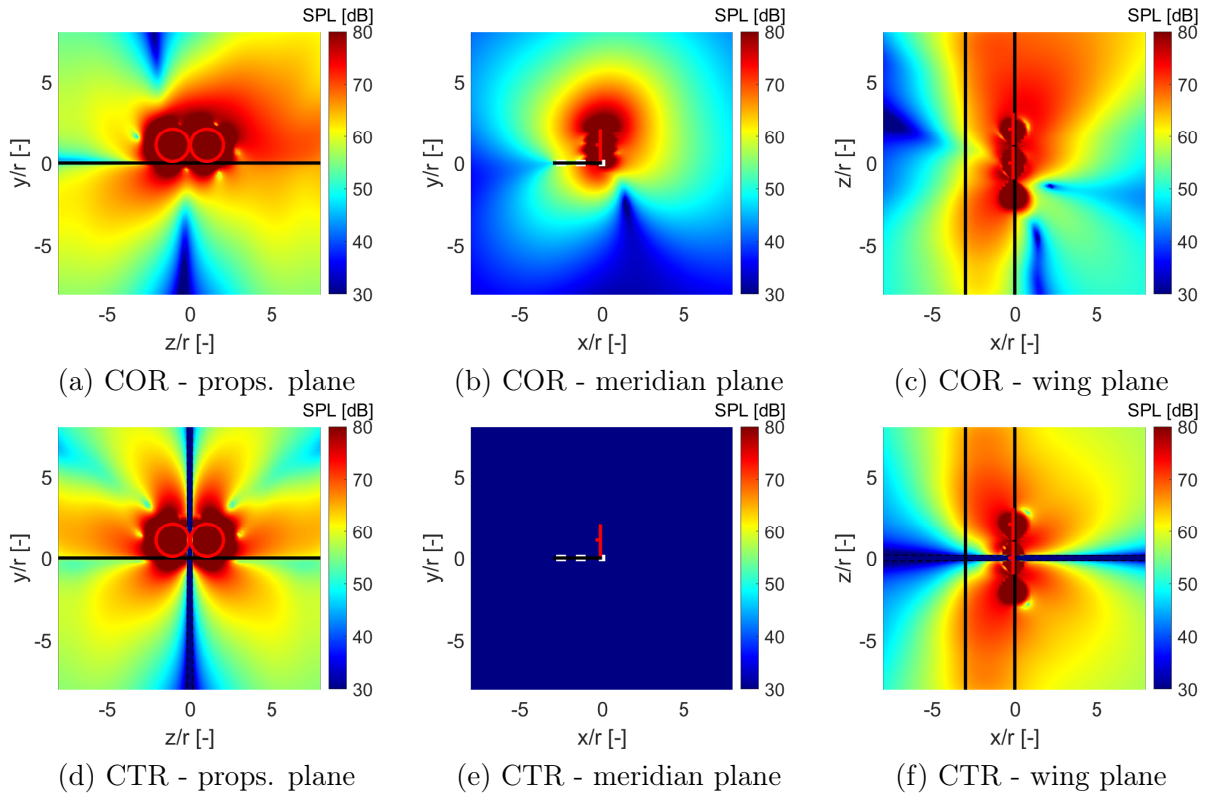 SPL [dB] SPL [dB] SPL [dB]
80 80 80
5 5 5
70 70 70
y/r [-] 0 60 y/r [-] 0 60 z/r [-] 0 60
50 50 50
-5 -5 -5
40 40 40
30 30 30
-5 0 5 -5 0 5 -5 0 5
z/r [-] x/r [-] x/r [-]
(a) COR - props. plane (b) COR - meridian plane (c) COR - wing plane
SPL [dB] SPL [dB] SPL [dB]
80 80 80
5 5 5
70 70 70
y/r [-] 0 60 y/r [-] 0 60 z/r [-] 0 60
50 50 50
-5 -5 -5
40 40 40
30 30 30
-5 0 5 -5 0 5 -5 0 5
z/r [-] x/r [-] x/r [-]
(d) CTR - props. plane (e) CTR - meridian plane (f) CTR - wing plane